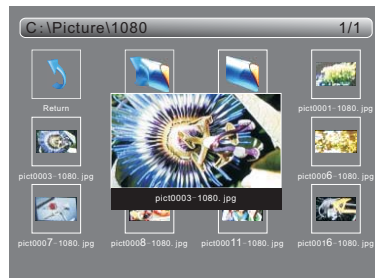 C:\Picture\1080 1/1
Return
pict0001-1080. jpg
pict0003-1080. jpg
pict0003-1080. jpg
pict0006-1080. jpg
pict0007-1080. jpg
pict0008-1080. jpg
pict00011-1080. jpg
pict0016-1080. jpg